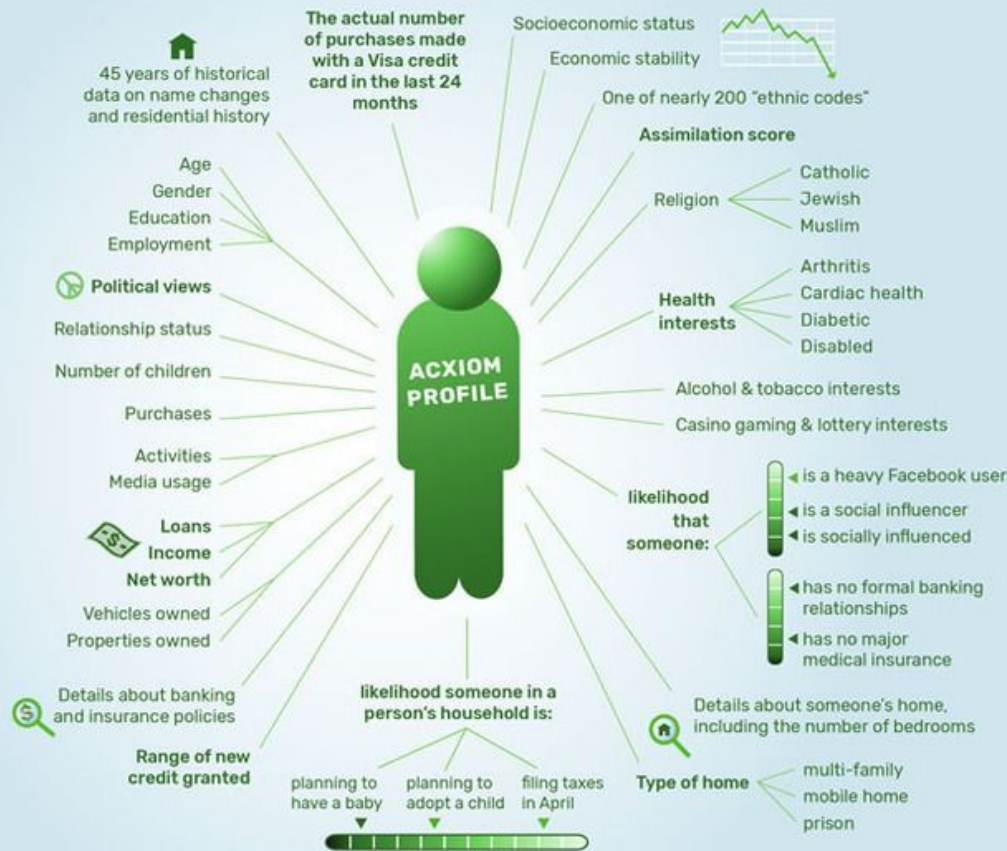 The actual number
of purchases made
with a Visa credit
card in the last 24
months
Socioeconomic status
Economic stability
One of nearly 200 "ethnic codes"
Assimilation score
Religion
Catholic
Jewish
Muslim
Health
interests
Arthritis
Cardiac health
Diabetic
Disabled
Alcohol & tobacco interests
Casino gaming & lottery interests
likelihood
that
someone:
is a heavy Facebook user
is a social influencer
is socially influenced
has no formal banking
relationships
has no major
medical insurance
Details about someone's home,
including the number of bedrooms
Type of home
multi-family
mobile home
prison
45 years of historical
data on name changes
and residential history
Age
Gender
Education
Employment
Political views
Relationship status
Number of children
Purchases
Activities
Media usage
$
Loans
Income
Net worth
Vehicles owned
Properties owned
$
Details about banking
and insurance policies
Range of new
credit granted
ACXIOM
PROFILE
likelihood someone in a
person's household is:
planning to
have a baby
planning to
adopt a child
filing taxes
in April